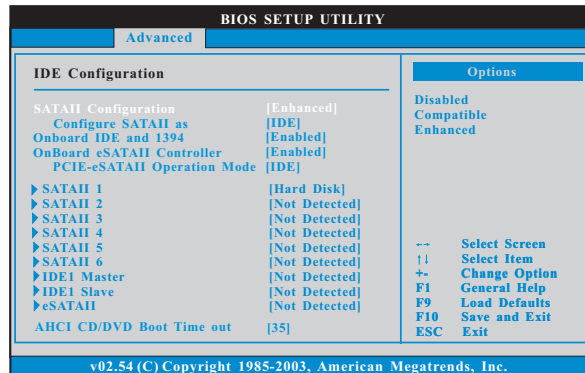 BIOS SETUP UTILITY
Advanced
IDE Configuration
SATAII Configuration [Enhanced]
Configure SATAII as [IDE]
Onboard IDE and 1394 [Enabled]
OnBoard eSATAII Controller [Enabled]
PCIE-eSATAII Operation Mode [IDE]
SATAII 1 [Hard Disk]
SATAII 2 [Not Detected]
SATAII 3 [Not Detected]
SATAII 4 [Not Detected]
SATAII 5 [Not Detected]
SATAII 6 [Not Detected]
IDE1 Master [Not Detected]
IDE1 Slave [Not Detected]
eSATAII [Not Detected]
AHCI CD/DVD Boot Time out [35]
Options
Disabled
Compatible
Enhanced
←→ Select Screen
↑↓ Select Item
+- Change Option
F1 General Help
F9 Load Defaults
F10 Save and Exit
ESC Exit
v02.54 (C) Copyright 1985-2003, American Megatrends, Inc.